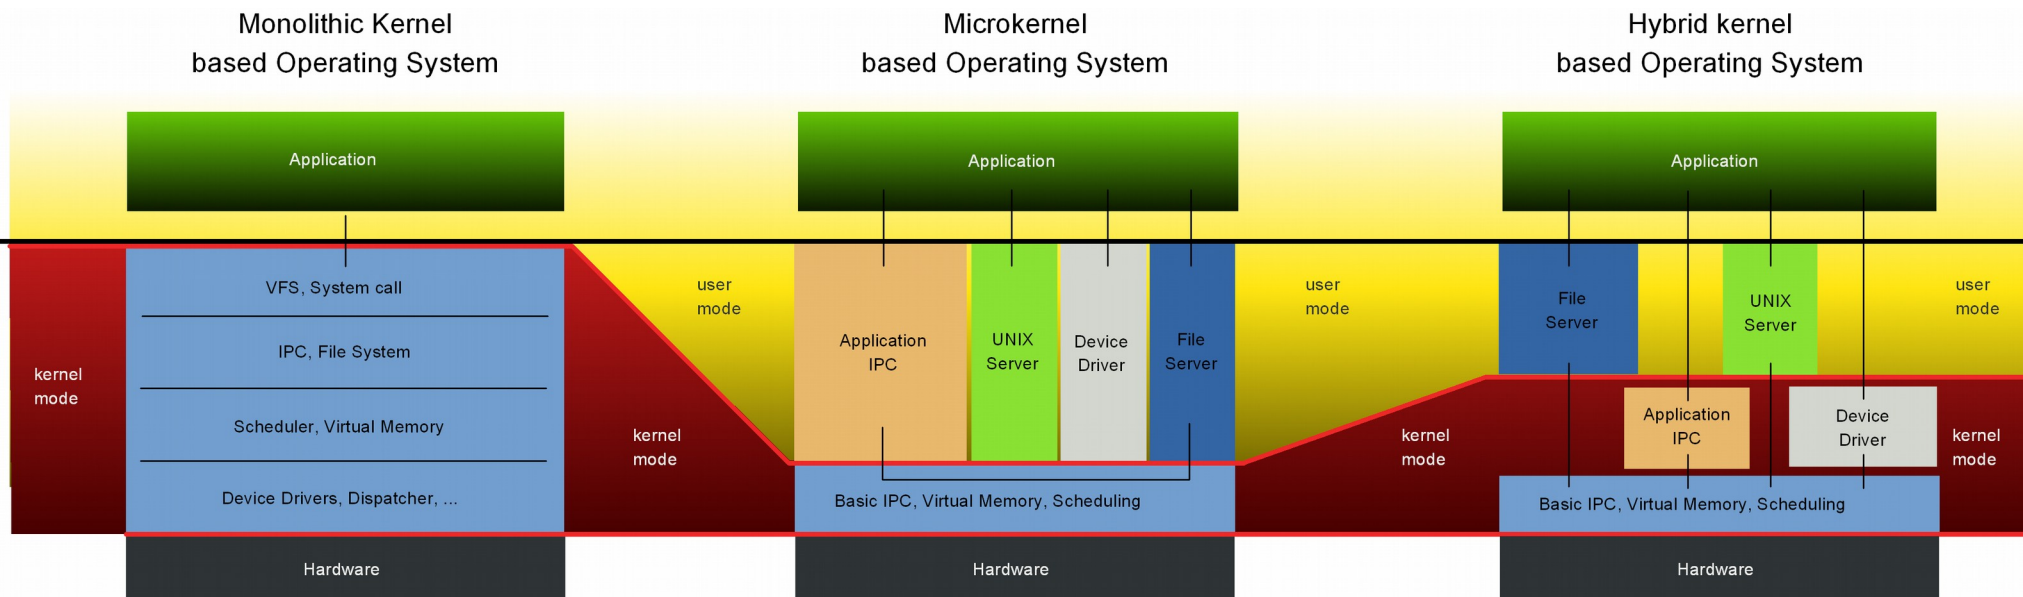 Monolithic Kernel
based Operating System
Microkernel
based Operating System
Hybrid kernel
based Operating System
Application
Application
Application
VFS, System call
IPC, File System
Scheduler, Virtual Memory
Device Drivers, Dispatcher, ...
kernel
mode
kernel
mode
user
mode
Application
IPC
UNIX
Server
Device
Driver
File
Server
Basic IPC, Virtual Memory, Scheduling
user
mode
kernel
mode
File
Server
UNIX
Server
user
mode
Application
IPC
Device
Driver
kernel
mode
Basic IPC, Virtual Memory, Scheduling
Hardware
Hardware
Hardware